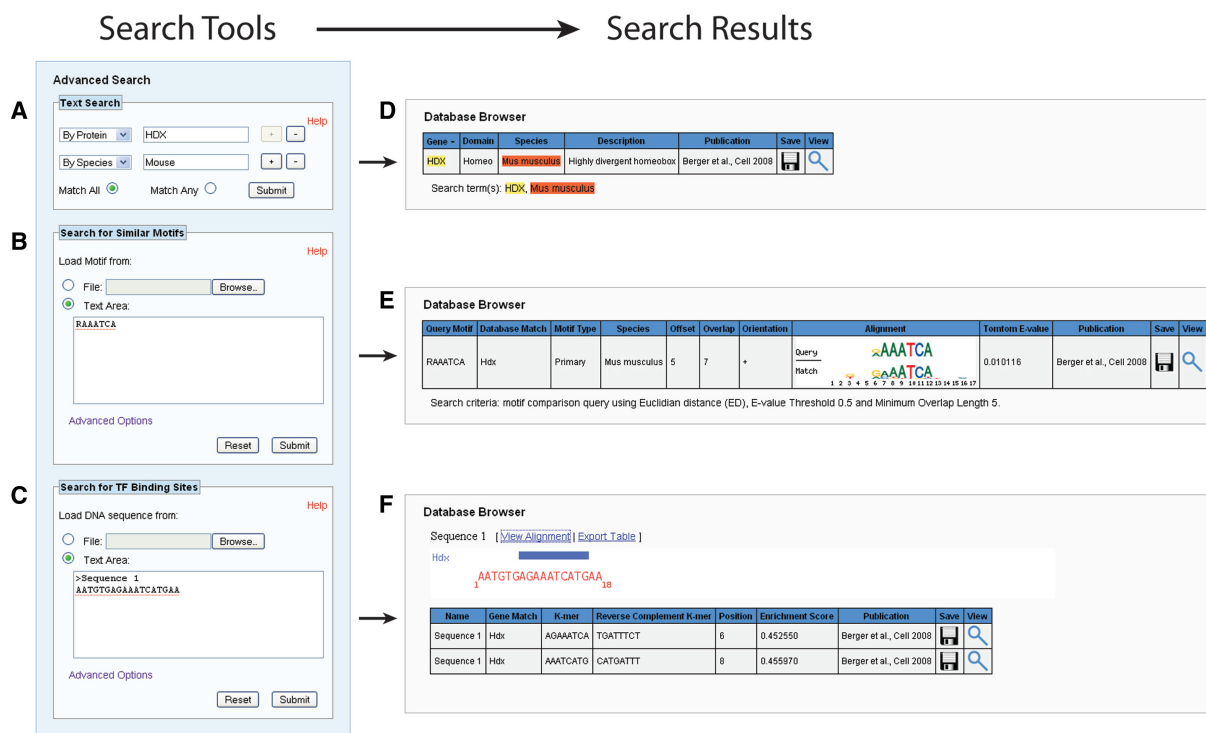 Search Tools Search Results
Advanced Search
A
Text Search
Help
By Protein HDX + -
By Species Mouse + -
Match All Match Any Submit
D
Database Browser
Gene Domain Species Description Publication Save View
HDX Homeo Mus musculus Highly divergent homeobox Berger et al., Cell 2008
Search term(s): HDX, Mus musculus
B
Search for Similar Motifs
Help
Load Motif from:
File: Browse..
Text Area:
RAAATCA
Advanced Options
Reset Submit
E
Database Browser
Query Motif Database Match Motif Type Species Offset Overlap Orientation Alignment Tomtom E-value Publication Save View
RAAATCA Hdx Primary Mus musculus 5 7 + 0.010116 Berger et al., Cell 2008
Query AAATCA
Match AAATCA
1 2 3 4 5 6 7 8 9 10 11 12 13 14 15 16 17
Search criteria: motif comparison query using Euclidian distance (ED), E-value Threshold 0.5 and Minimum Overlap Length 5.
C
Search for TF Binding Sites
Help
Load DNA sequence from:
File: Browse..
Text Area:
>Sequence 1
AATGTGAGAAATCATGAA
Advanced Options
Reset Submit
F
Database Browser
Sequence 1 [ View Alignment | Export Table ]
Hdx
1 AATGTGAGAAATCATGAA 18
Name Gene Match K-mer Reverse Complement K-mer Position Enrichment Score Publication Save View
Sequence 1 Hdx AGAAATCA TGATTTCT 6 0.452550 Berger et al., Cell 2008
Sequence 1 Hdx AAATCATG CATGATTT 8 0.455970 Berger et al., Cell 2008